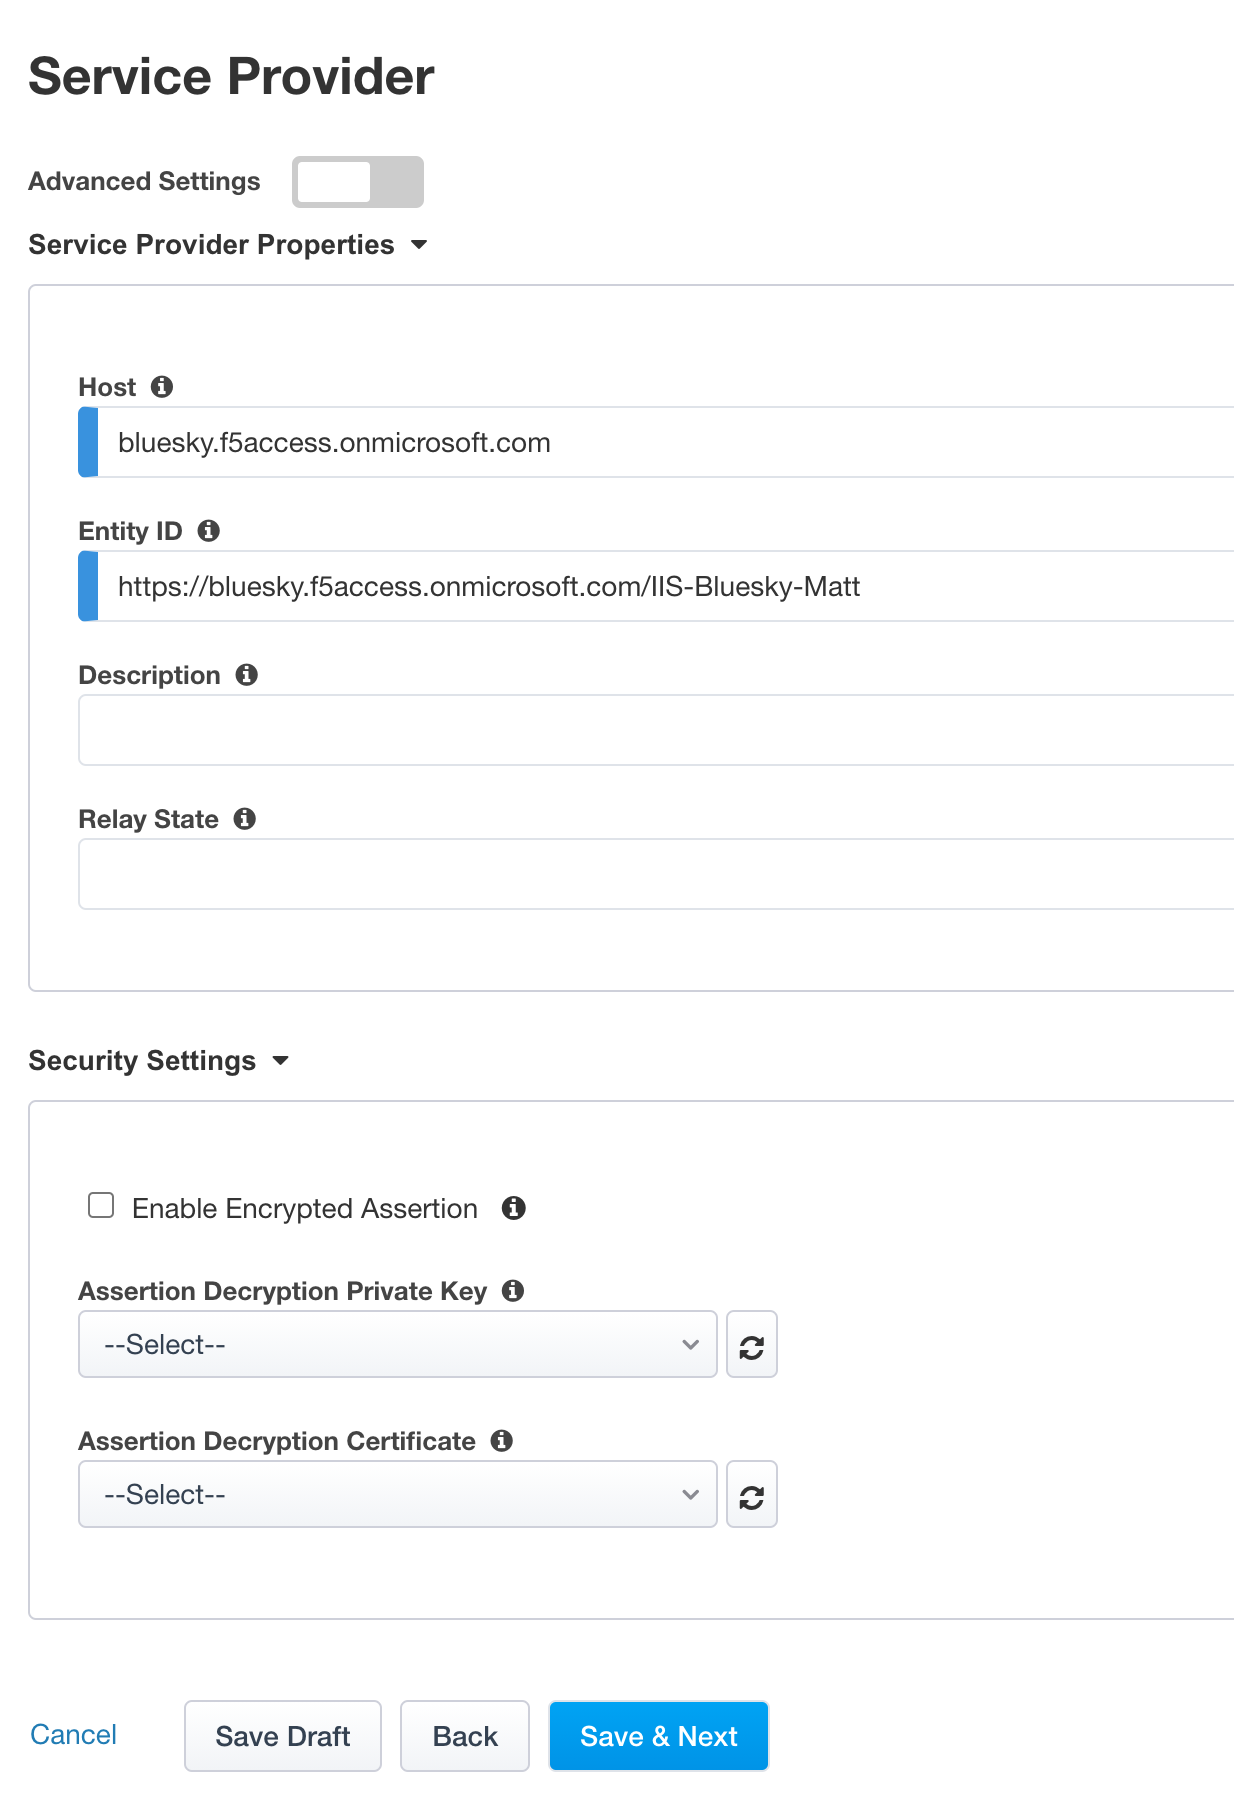 Service Provider
Advanced Settings
Service Provider Properties
Host
bluesky.f5access.onmicrosoft.com
Entity ID
https://bluesky.f5access.onmicrosoft.com/IIS-Bluesky-Matt
Description
Relay State
Security Settings
Enable Encrypted Assertion
Assertion Decryption Private Key
--Select--
Assertion Decryption Certificate
--Select--
Cancel Save Draft Back Save & Next